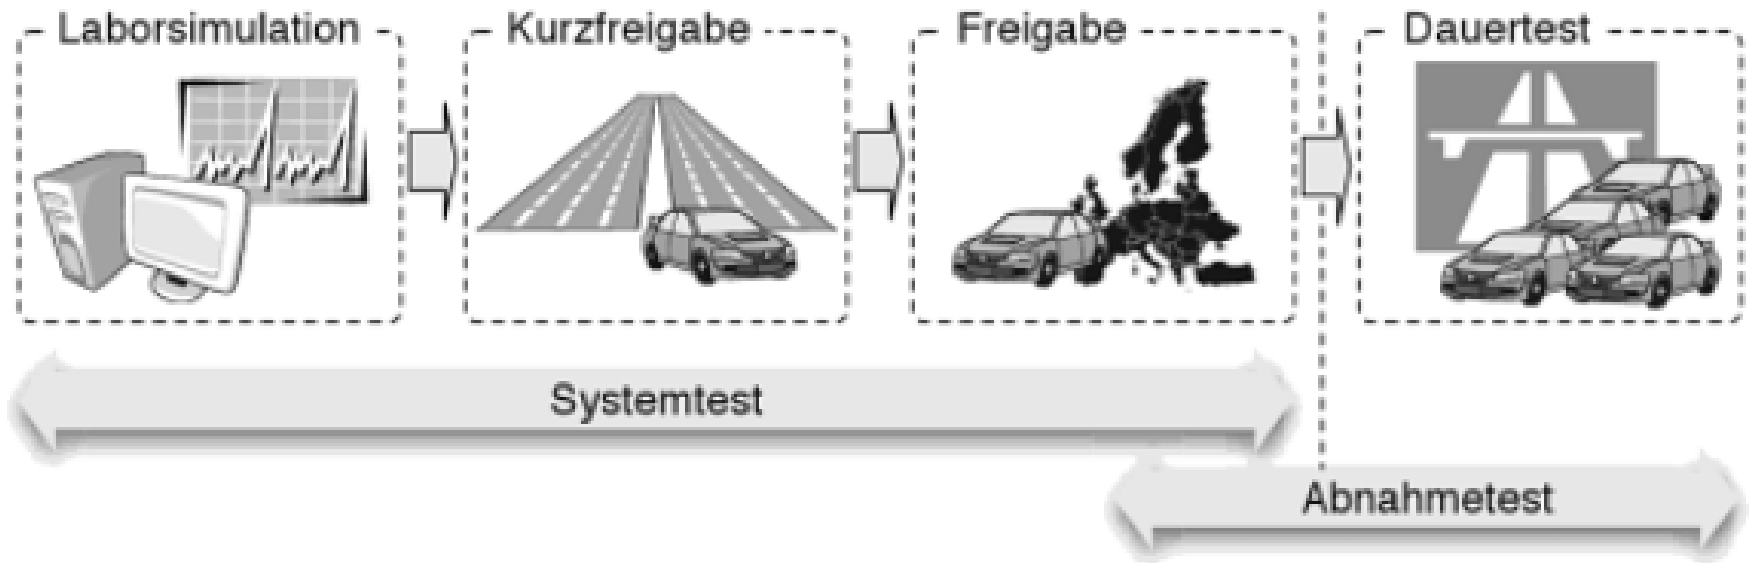 Laborsimulation
Kurzfreigabe
Freigabe
Dauertest
Systemtest
Abnahmetest